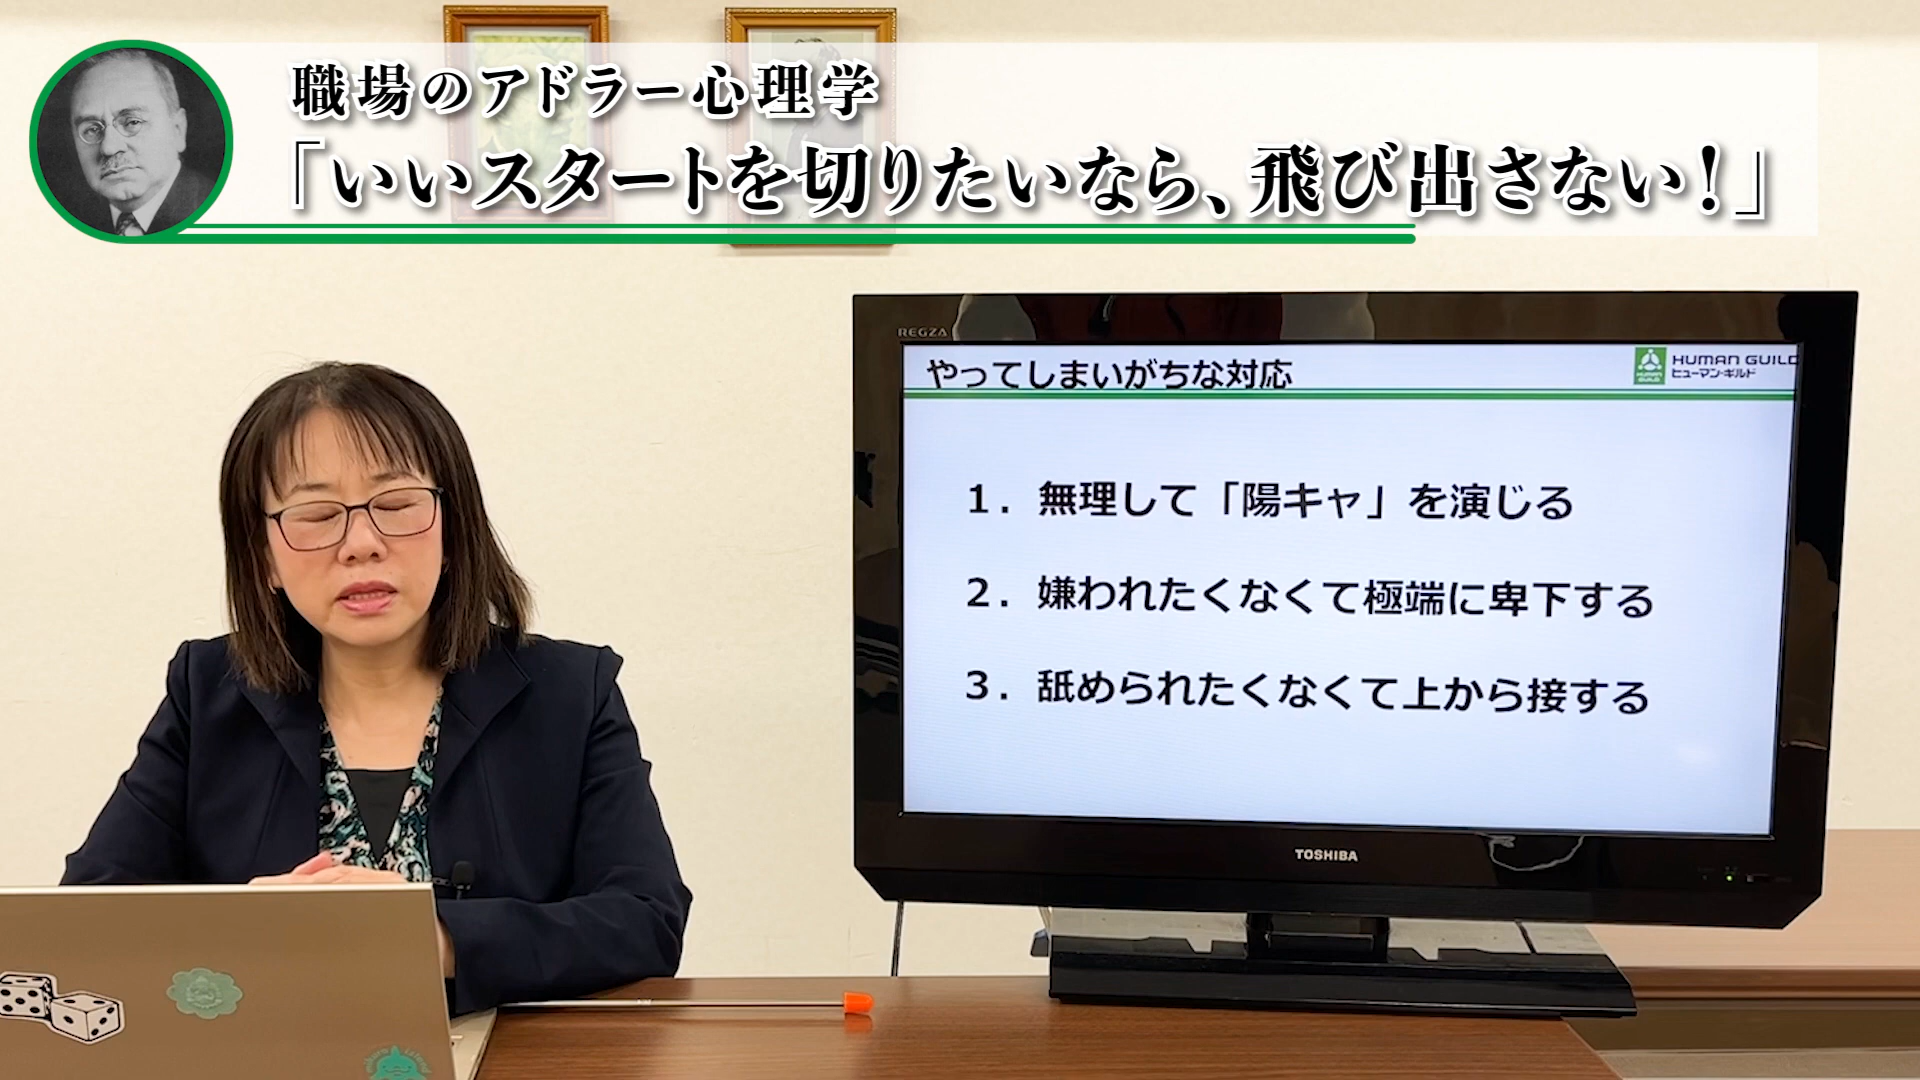 職場のアドラー心理学
「いいスタートを切りたいなら、飛び出さない！」
REGZA
やってしまいがちな対応
HUMAN GUILD
ヒューマン・ギルド
HUMAN
GUILD
1．無理して「陽キャ」を演じる
2．嫌われたくなくて極端に卑下する
3．舐められたくなくて上から接する
TOSHIBA